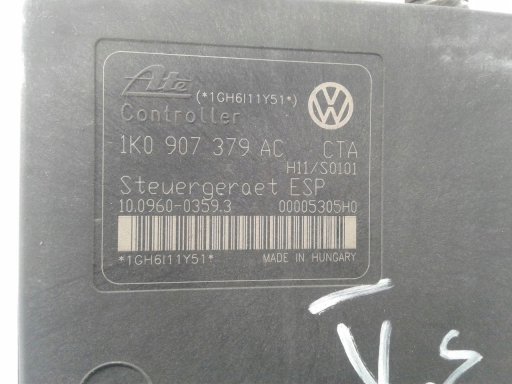 Ate (*1GH6I11Y51*)
Controller
1K0 907 379 AC CTA
H11/S0101
Steuergeraet ESP
10.0960-0359.3 00005305H0
*1GH6I11Y51* MADE IN HUNGARY